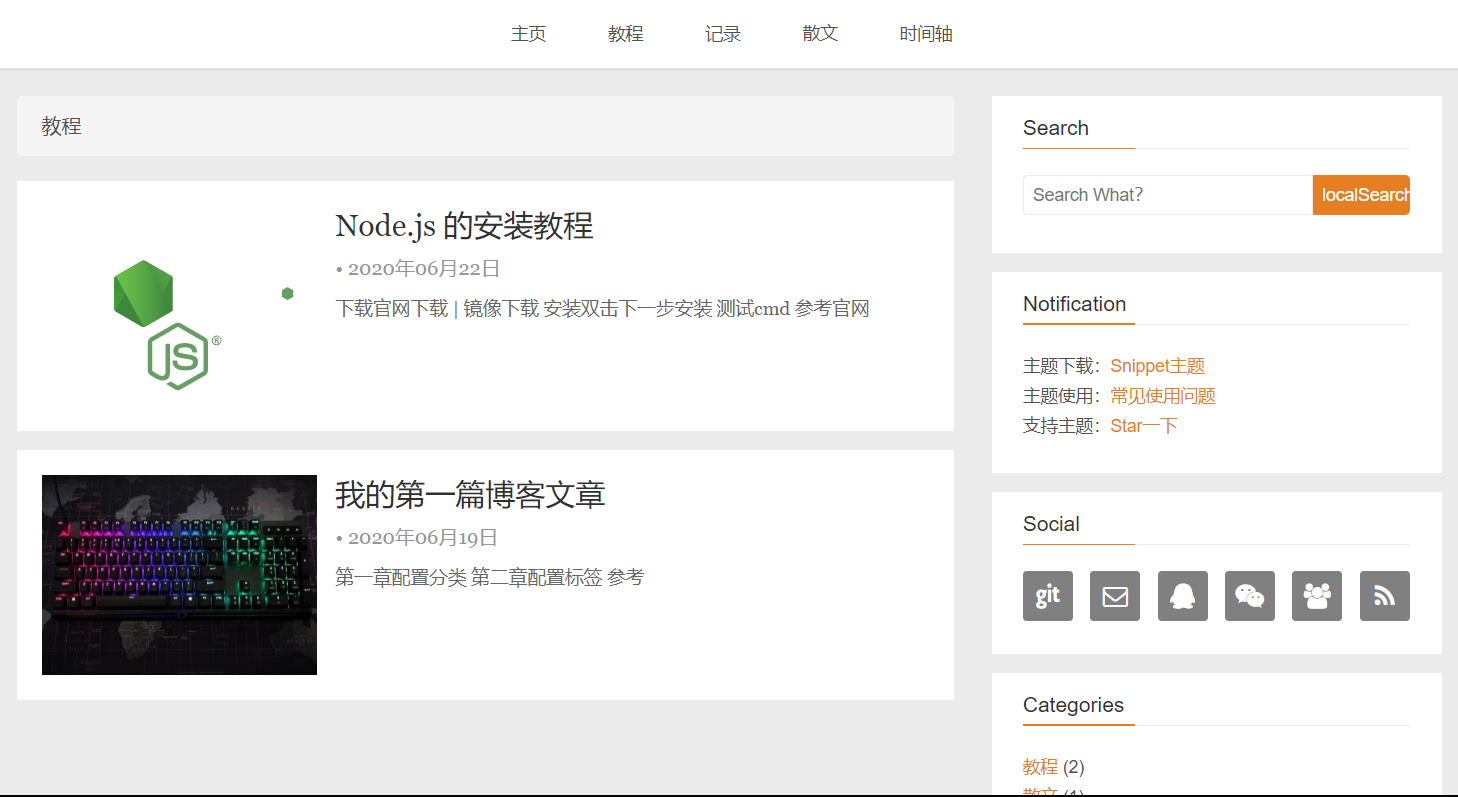 主页 教程 记录 散文 时间轴
教程
Node.js 的安装教程
• 2020年06月22日
下载官网下载 | 镜像下载 安装双击下一步安装 测试cmd 参考官网
JS®
我的第一篇博客文章
• 2020年06月19日
第一章配置分类 第二章配置标签 参考
Search
Search What? localSearch
Notification
主题下载：Snippet主题
主题使用：常见使用问题
支持主题：Star一下
Social
git
Categories
教程 (2)
散文 (1)